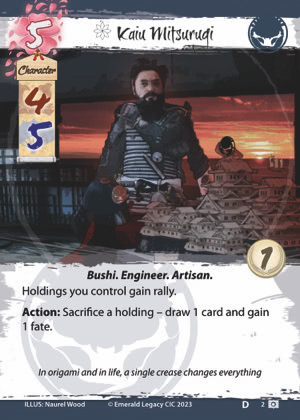 5
Kaiu Mitsurugi
Character
4
5
1
Bushi. Engineer. Artisan.
Holdings you control gain rally.
Action: Sacrifice a holding – draw 1 card and gain
1 fate.
In origami and in life, a single crease changes everything
ILLUS: Naurel Wood © Emerald Legacy CIC 2023 D 2